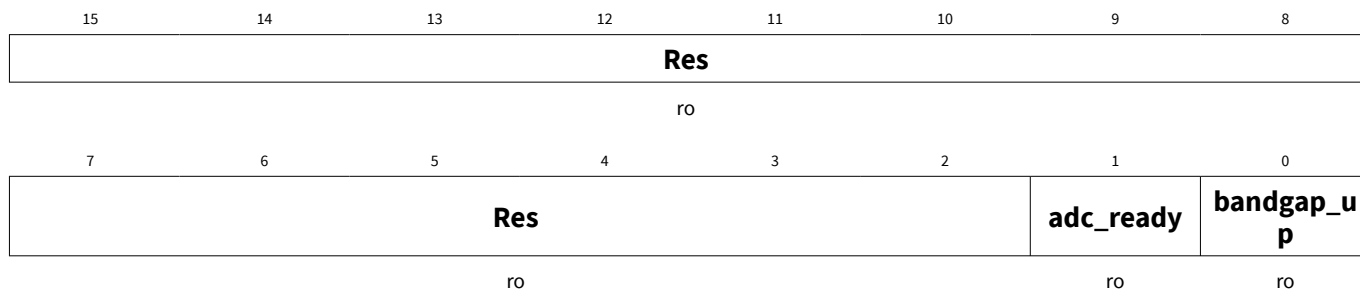 15 14 13 12 11 10 9 8
Res
ro
7 6 5 4 3 2 1 0
Res adc_ready bandgap_u
p
ro ro ro